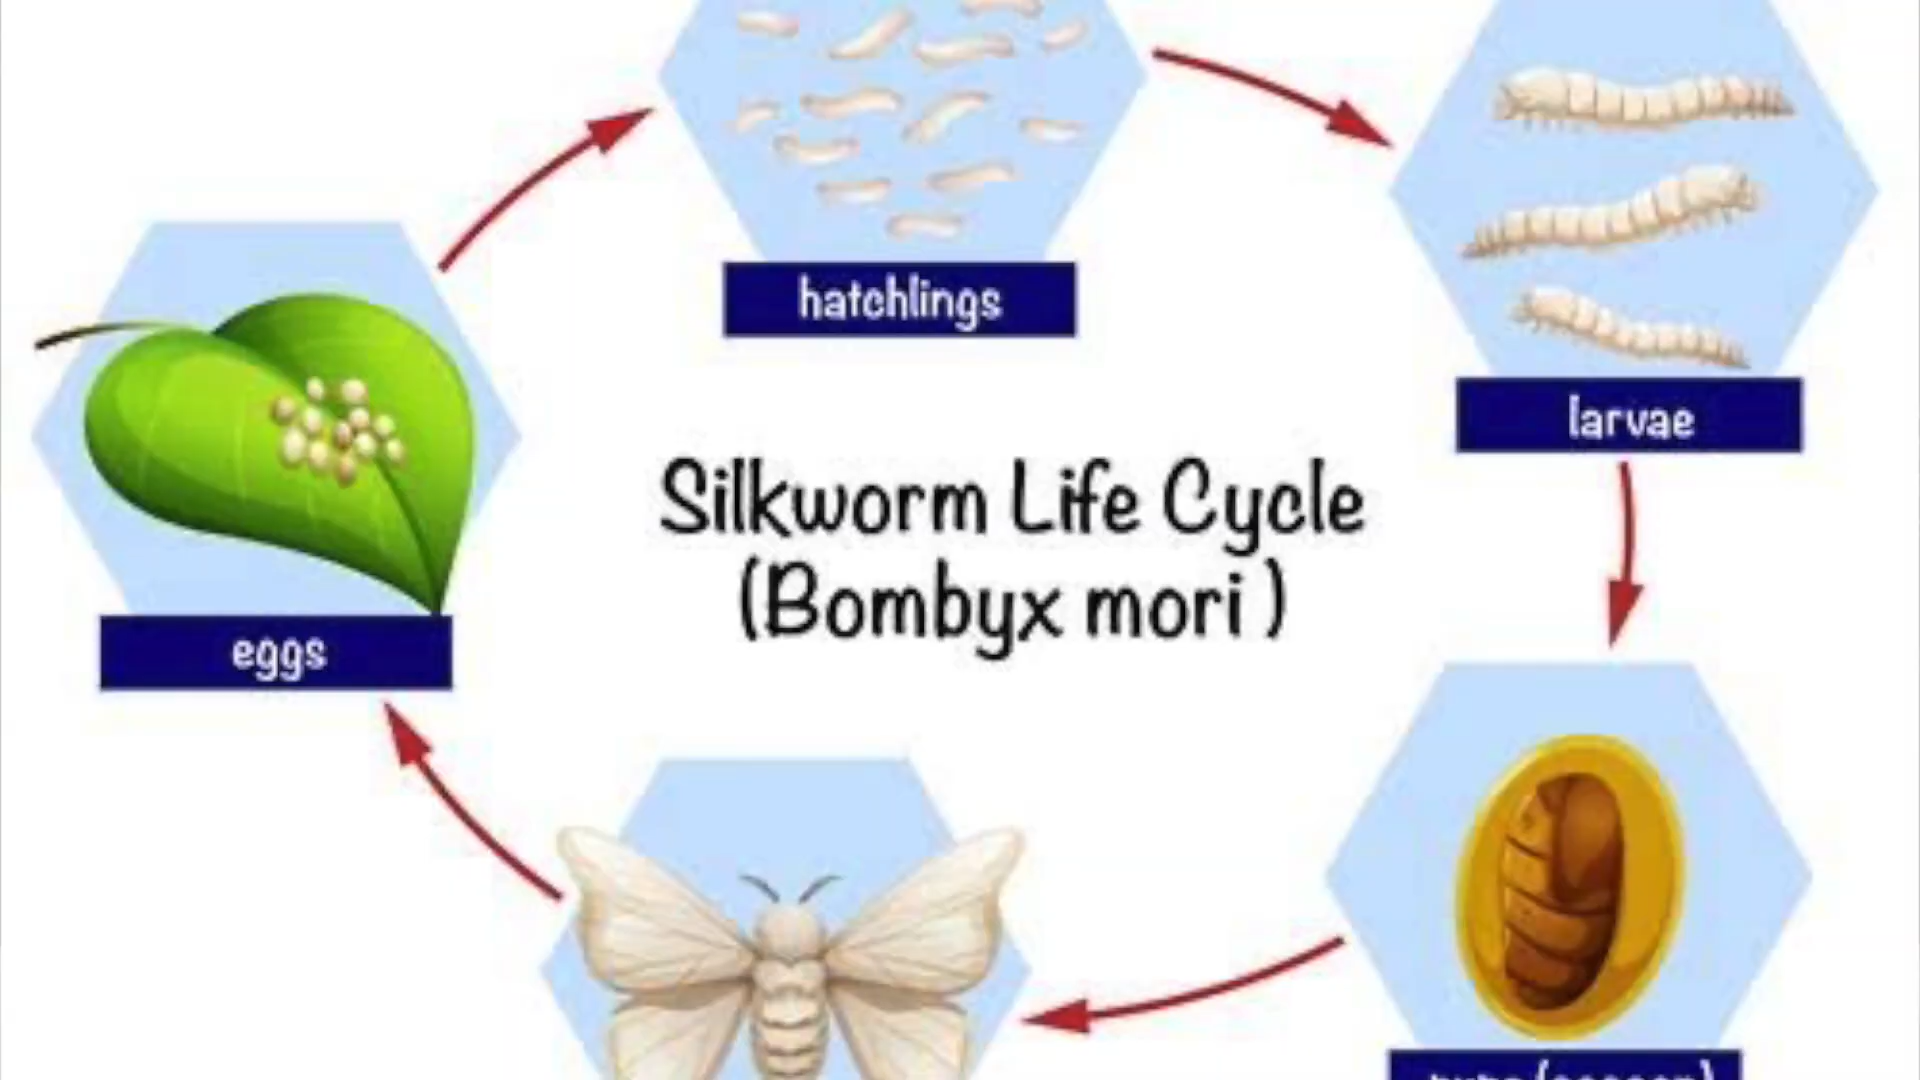 hatchlings
larvae
Silkworm Life Cycle
(Bombyx mori )
eggs